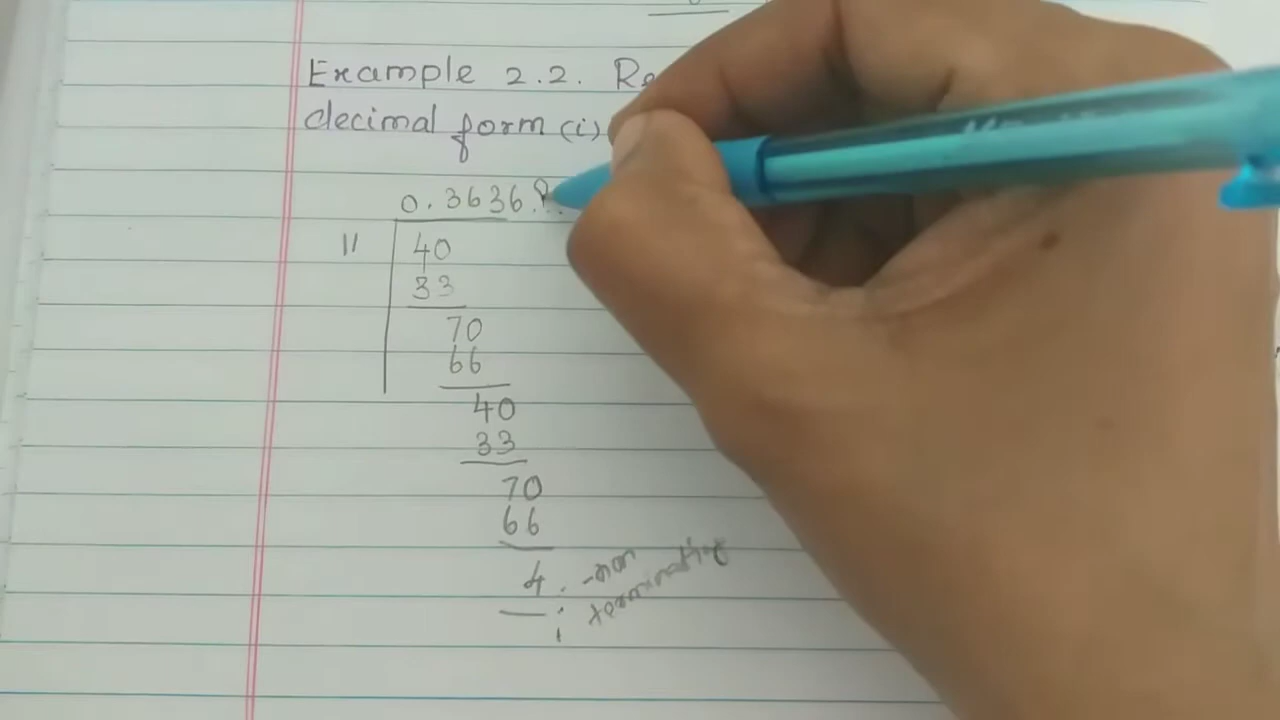 Example 2.2. Re
decimal form (i)
0.3636..
11 40
33
70
66
40
33
70
66
4 . - non
terminating